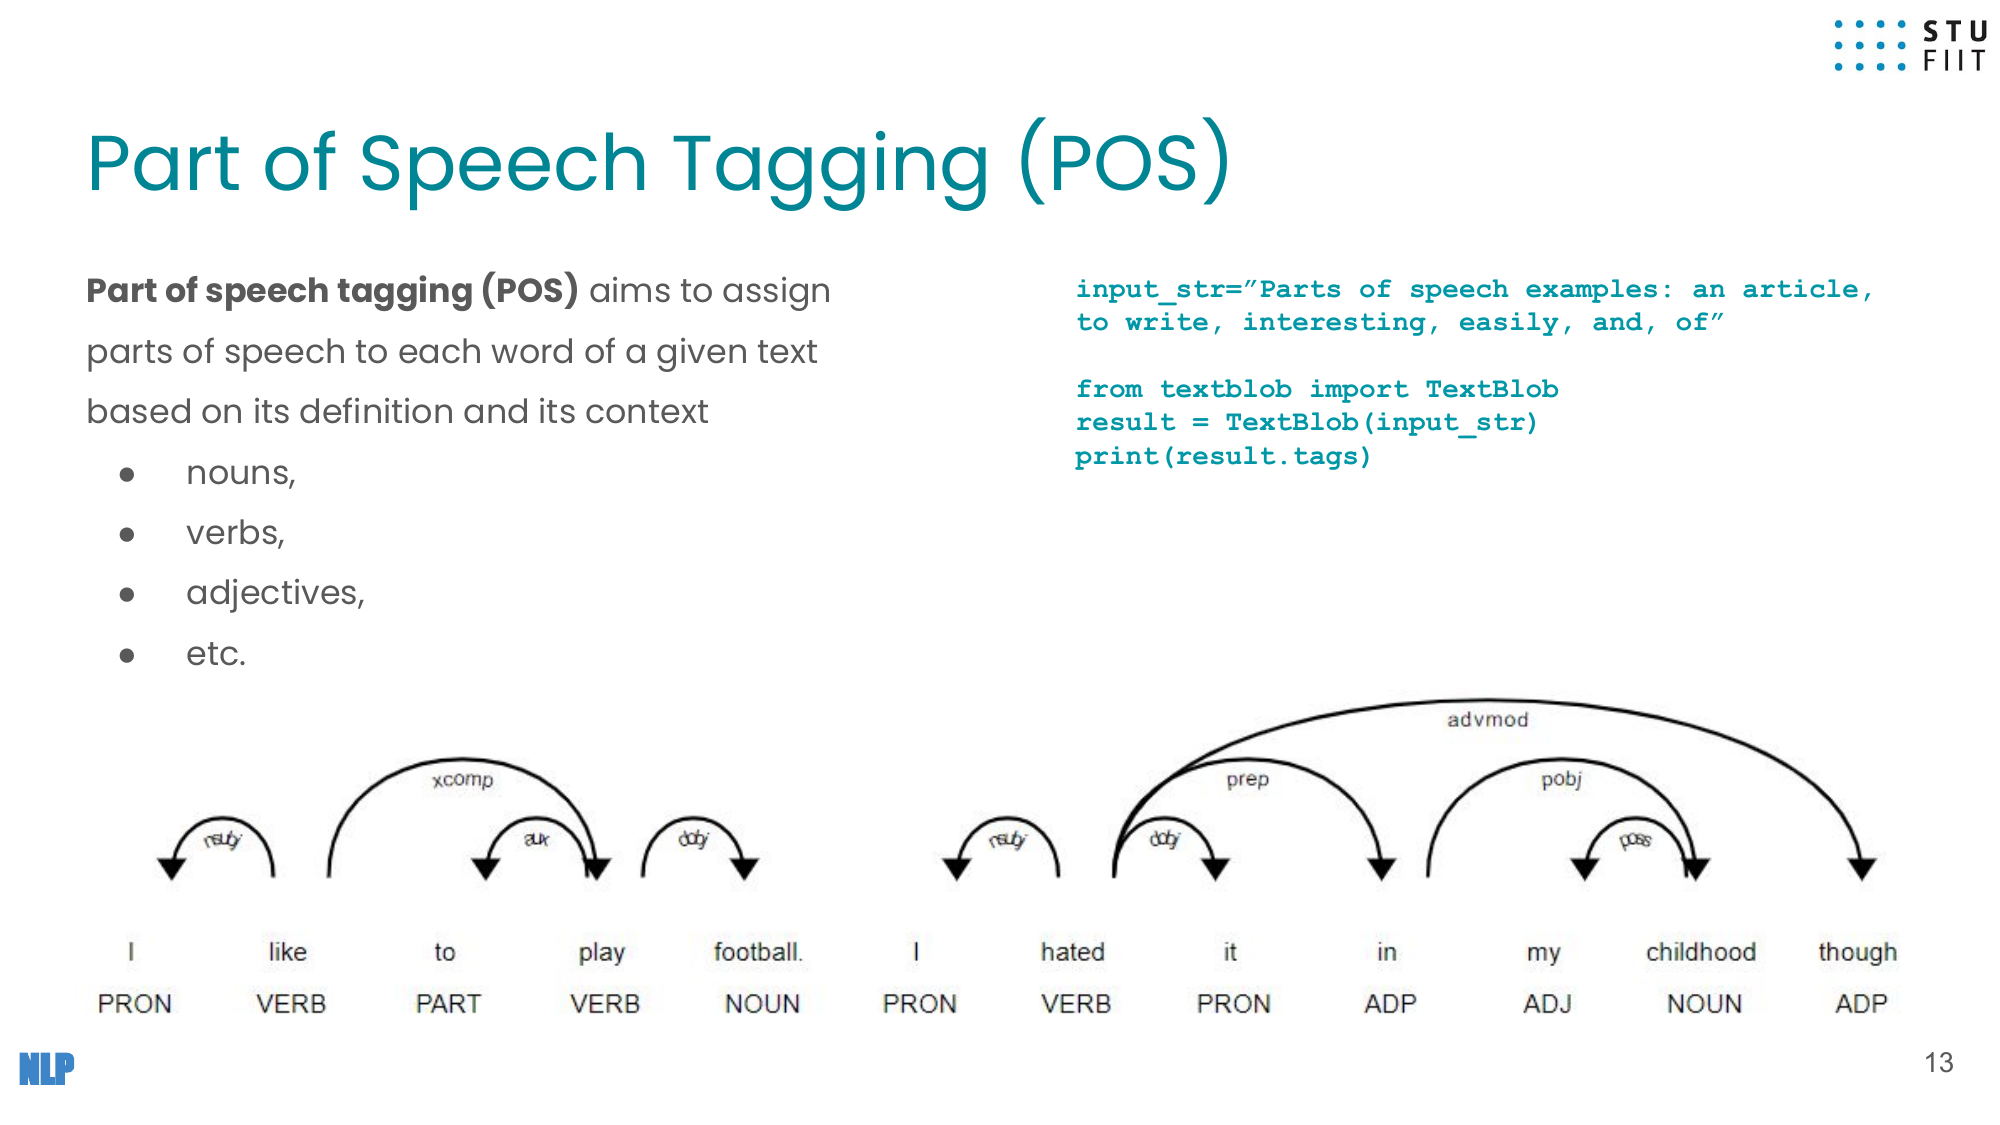 STU
FIIT
Part of Speech Tagging (POS)
Part of speech tagging (POS) aims to assign
parts of speech to each word of a given text
based on its definition and its context
● nouns,
● verbs,
● adjectives,
● etc.
input_str=”Parts of speech examples: an article,
to write, interesting, easily, and, of”
from textblob import TextBlob
result = TextBlob(input_str)
print(result.tags)
advmod
xcomp prep pobj
nsubj aux dobj nsubj dobj poss
I like to play football. I hated it in my childhood though
PRON VERB PART VERB NOUN PRON VERB PRON ADP ADJ NOUN ADP
NLP
13